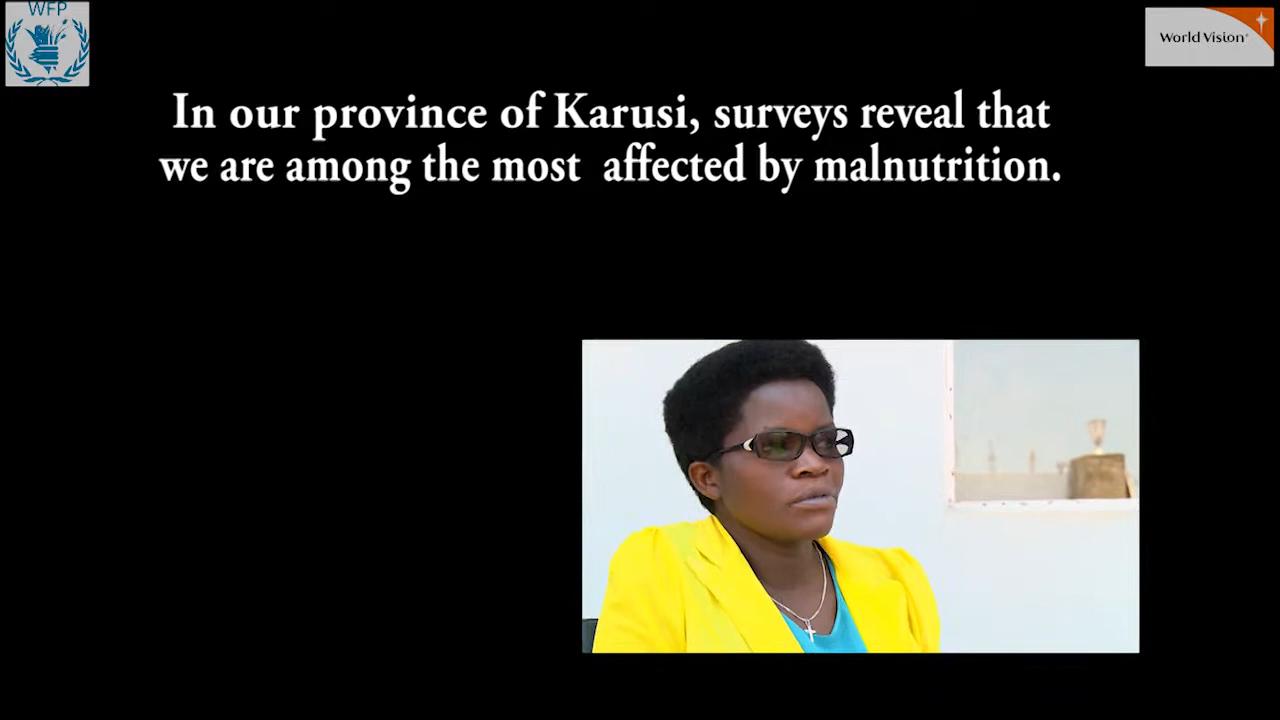 WFP
World Vision
In our province of Karusi, surveys reveal that
we are among the most affected by malnutrition.